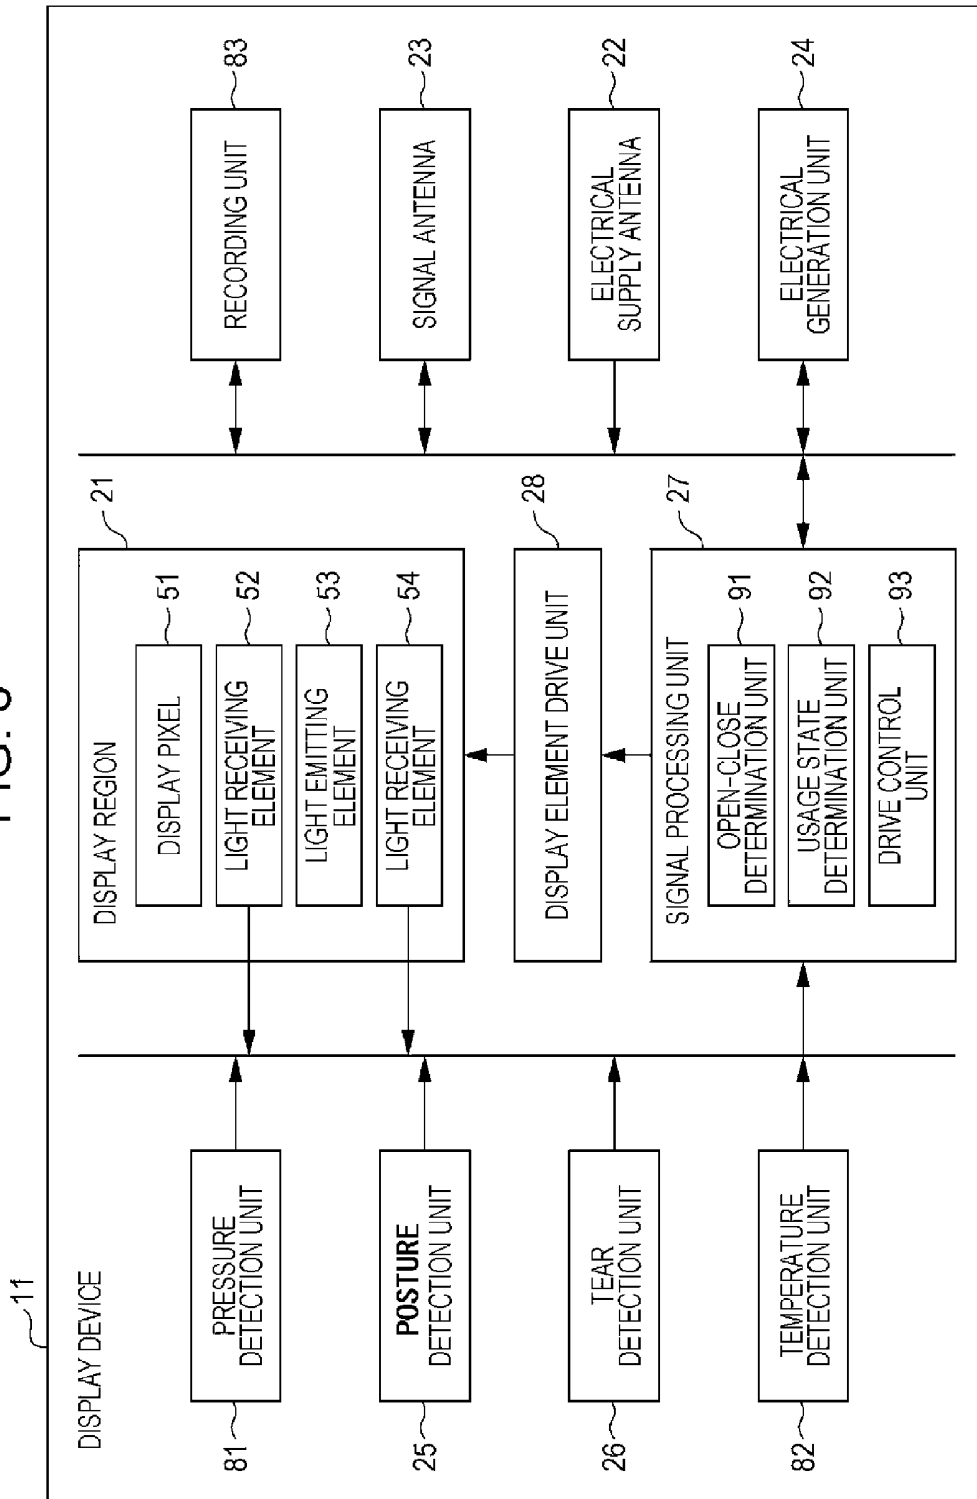 FIG.
11
DISPLAY DEVICE
81
PRESSURE
DETECTION UNIT
25
POSTURE
DETECTION UNIT
26
TEAR
DETECTION UNIT
82
TEMPERATURE
DETECTION UNIT
21
DISPLAY REGION
DISPLAY PIXEL
51
LIGHT RECEIVING
ELEMENT
52
LIGHT EMITTING
ELEMENT
53
LIGHT RECEIVING
ELEMENT
54
28
DISPLAY ELEMENT DRIVE UNIT
27
SIGNAL PROCESSING UNIT
OPEN-CLOSE
DETERMINATION UNIT
91
USAGE STATE
DETERMINATION UNIT
92
DRIVE CONTROL
UNIT
93
RECORDING UNIT
83
SIGNAL ANTENNA
23
ELECTRICAL
SUPPLY ANTENNA
22
ELECTRICAL
GENERATION UNIT
24